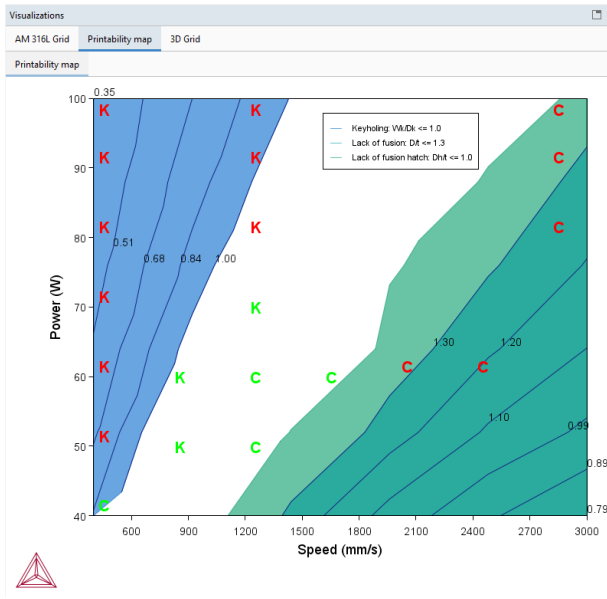 Visualizations
AM 316L Grid Printability map 3D Grid
Printability map
0.35
100
K K C
Keyholing: Wk/Dk <= 1.0
Lack of fusion: D/t <= 1.3
Lack of fusion hatch: Dh/t <= 1.0
90
K K C
80
K K C
0.51
0.68 0.84 1.00
70
K K
1.30 1.20
60
K K C C C C
1.10
0.99
50
K K C
0.89
40
C
0.79
Power (W)
600 900 1200 1500 1800 2100 2400 2700 3000
Speed (mm/s)